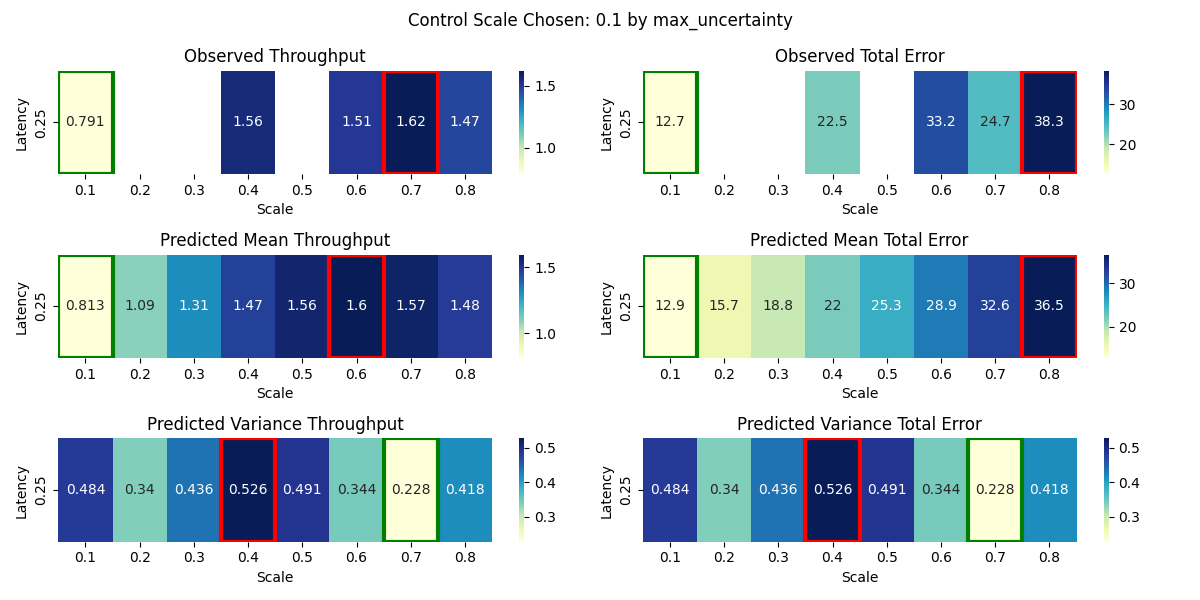 Control Scale Chosen: 0.1 by max_uncertainty
Observed Throughput
Latency
0.25
0.791 1.56 1.51 1.62 1.47
0.1 0.2 0.3 0.4 0.5 0.6 0.7 0.8
Scale
1.5
1.0
Observed Total Error
Latency
0.25
12.7 22.5 33.2 24.7 38.3
0.1 0.2 0.3 0.4 0.5 0.6 0.7 0.8
Scale
30
20
Predicted Mean Throughput
Latency
0.25
0.813 1.09 1.31 1.47 1.56 1.6 1.57 1.48
0.1 0.2 0.3 0.4 0.5 0.6 0.7 0.8
Scale
1.5
1.0
Predicted Mean Total Error
Latency
0.25
12.9 15.7 18.8 22 25.3 28.9 32.6 36.5
0.1 0.2 0.3 0.4 0.5 0.6 0.7 0.8
Scale
30
20
Predicted Variance Throughput
Latency
0.25
0.484 0.34 0.436 0.526 0.491 0.344 0.228 0.418
0.1 0.2 0.3 0.4 0.5 0.6 0.7 0.8
Scale
0.5
0.4
0.3
Predicted Variance Total Error
Latency
0.25
0.484 0.34 0.436 0.526 0.491 0.344 0.228 0.418
0.1 0.2 0.3 0.4 0.5 0.6 0.7 0.8
Scale
0.5
0.4
0.3